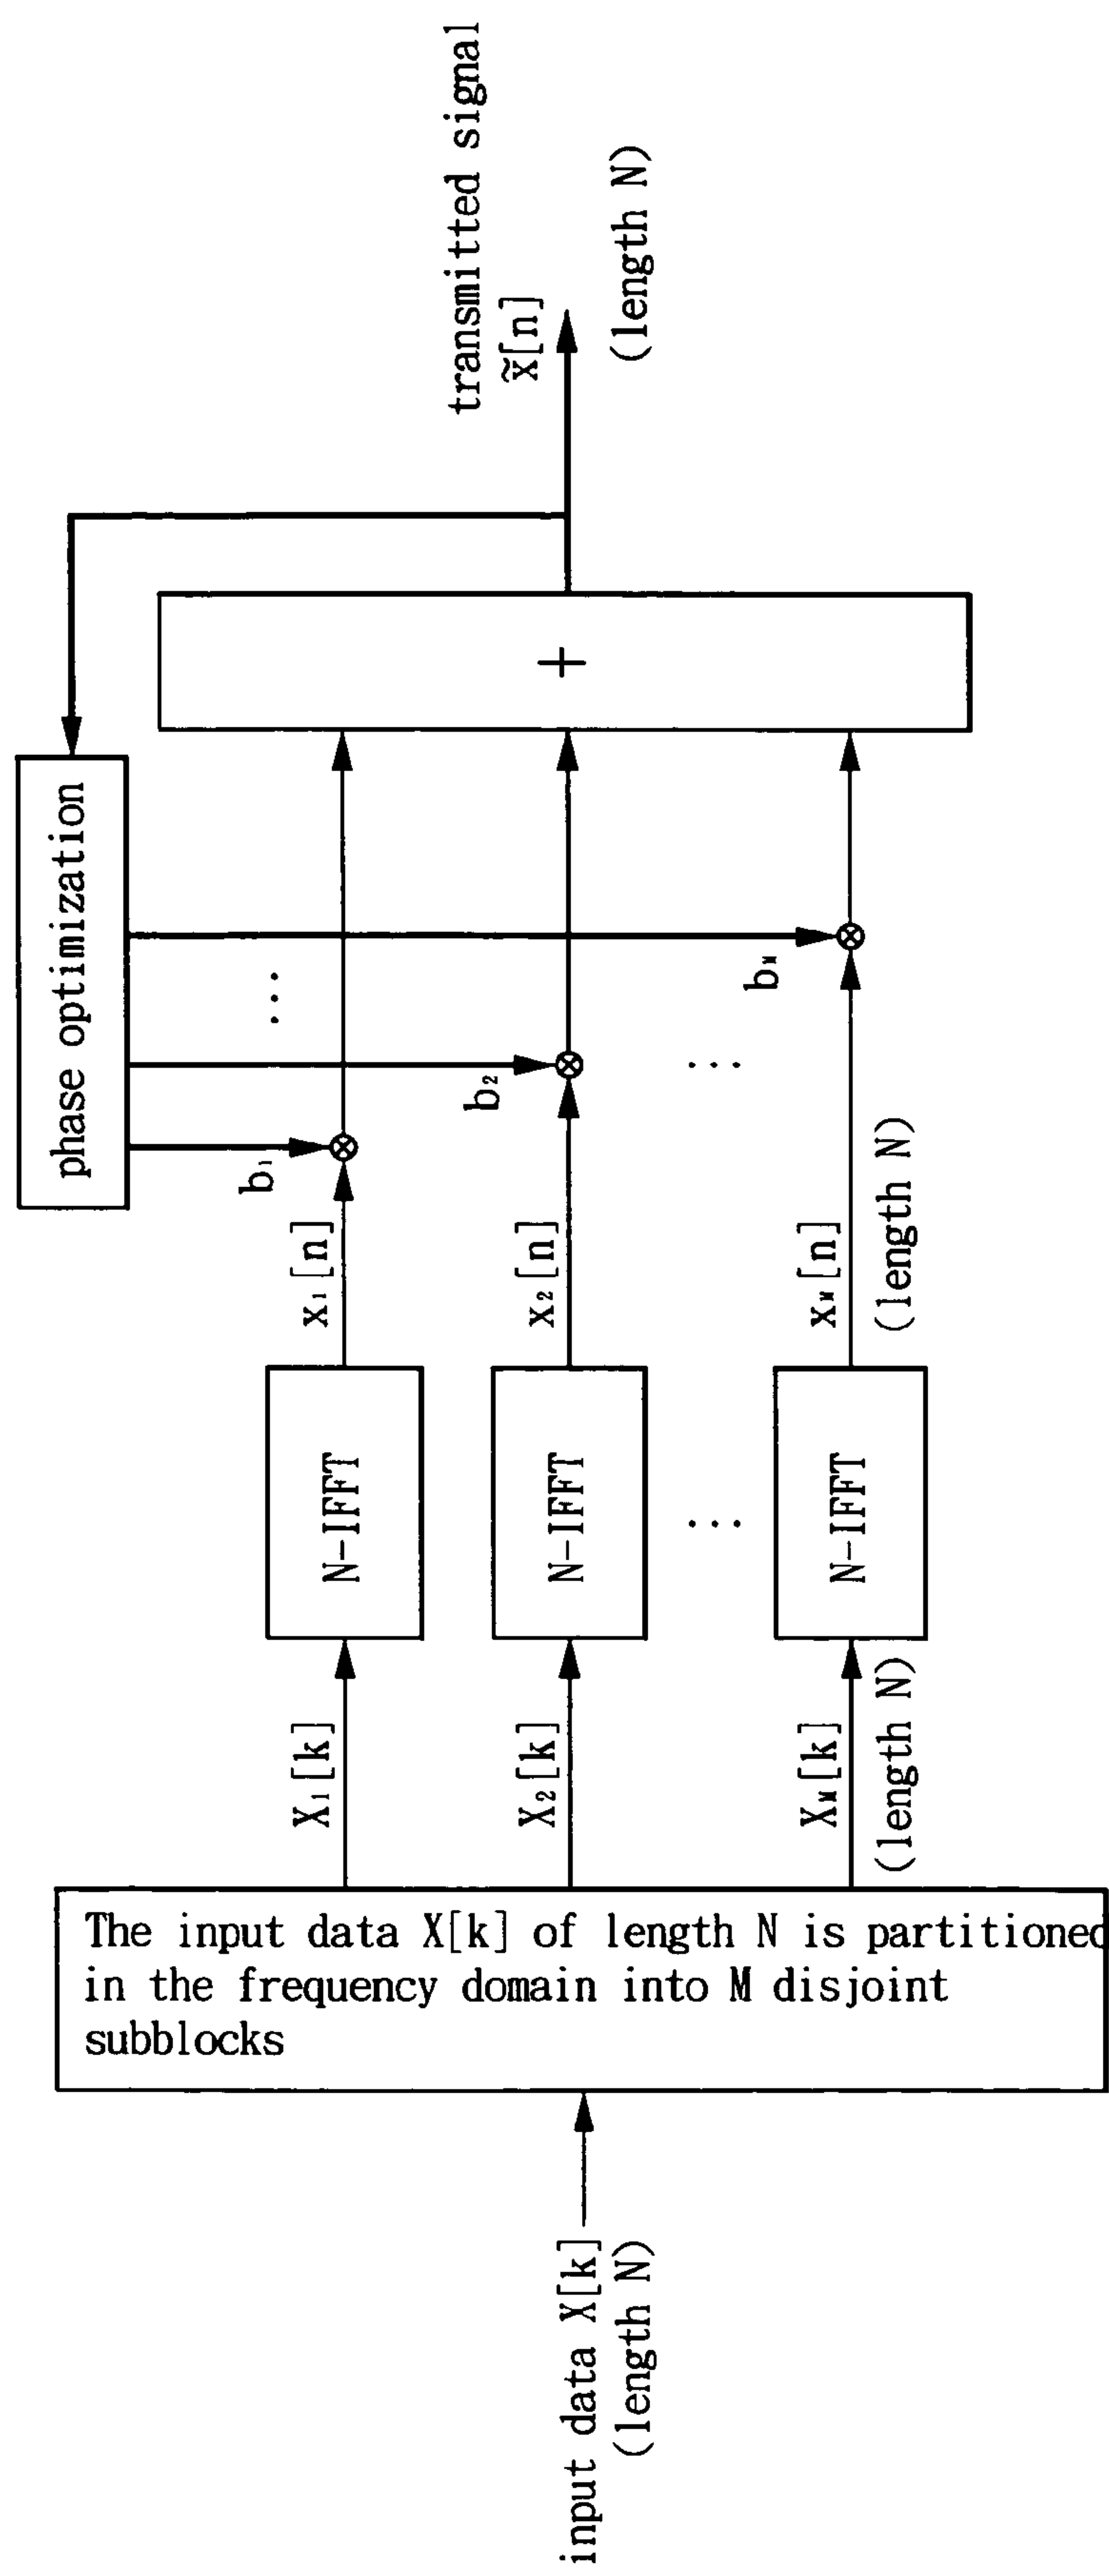 input data X[k]
(length N)
The input data X[k] of length N is partitioned
in the frequency domain into M disjoint
subblocks
X₁[k]
X₂[k]
X_M[k]
(length N)
N-IFFT
N-IFFT
...
N-IFFT
x₁[n]
x₂[n]
x_M[n]
(length N)
phase optimization
b₁
b₂
...
...
b_M
+
transmitted signal
x̃[n]
(length N)